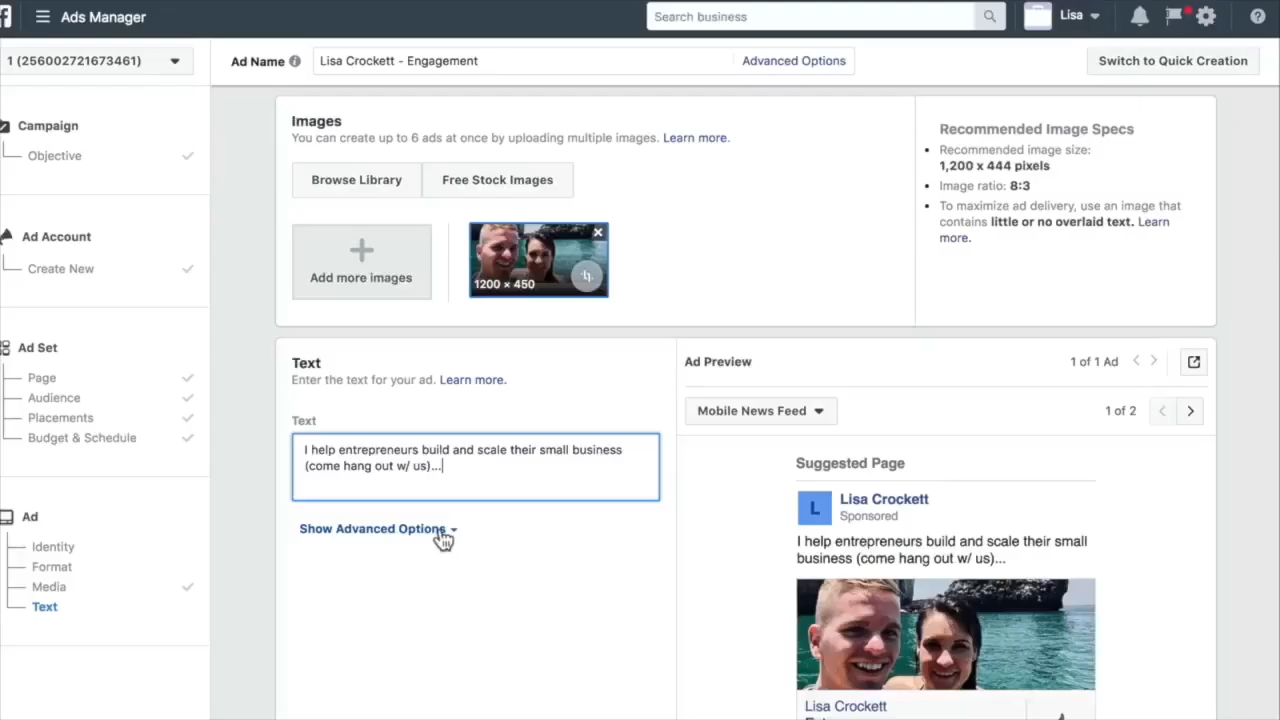 Ads Manager
Search business
Lisa
1 (256002721673461)
Ad Name
Lisa Crockett - Engagement
Advanced Options
Switch to Quick Creation
Campaign
Objective
Ad Account
Create New
Ad Set
Page
Audience
Placements
Budget & Schedule
Ad
Identity
Format
Media
Text
Images
You can create up to 6 ads at once by uploading multiple images. Learn more.
Browse Library
Free Stock Images
Add more images
1200 × 450
Recommended Image Specs
Recommended image size:
1,200 x 444 pixels
Image ratio: 8:3
To maximize ad delivery, use an image that
contains little or no overlaid text. Learn
more.
Text
Enter the text for your ad. Learn more.
Text
I help entrepreneurs build and scale their small business
(come hang out w/ us)...
Show Advanced Options
Ad Preview
1 of 1 Ad
Mobile News Feed
1 of 2
Suggested Page
L
Lisa Crockett
Sponsored
I help entrepreneurs build and scale their small
business (come hang out w/ us)...
Lisa Crockett